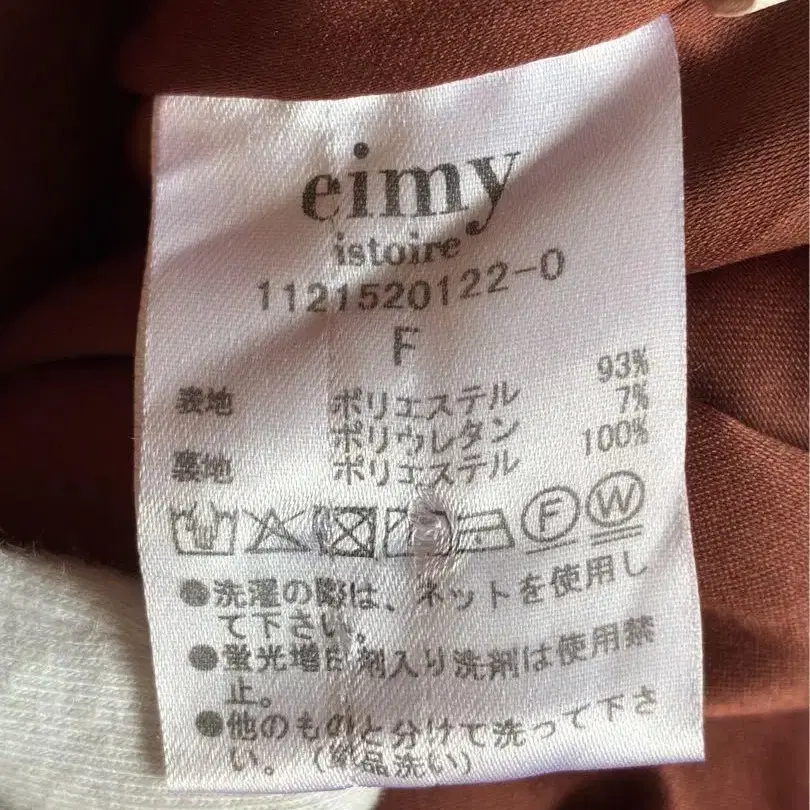 eimy
istoire
1121520122-0
F
表地 ポリエステル 93%
ポリウレタン 7%
裏地 ポリエステル 100%
F W
●洗濯の際は、ネットを使用し
て下さい。
●蛍光増白剤入り洗剤は使用禁
止。
●他のものと分けて洗って下さ
い。(単品洗い)